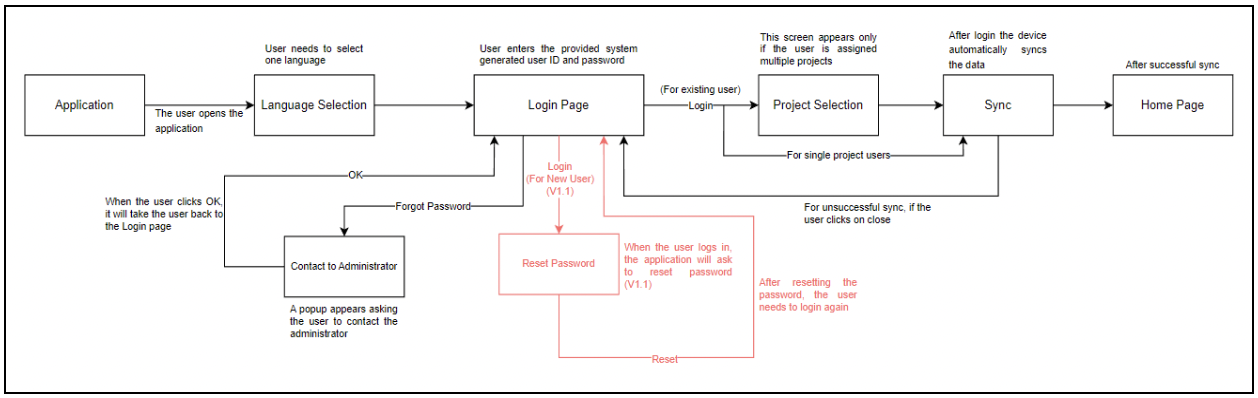 User needs to select
one language
User enters the provided system
generated user ID and password
This screen appears only
if the user is assigned
multiple projects
After login the device
automatically syncs
the data
After successful sync
Application
The user opens the
application
Language Selection
Login Page
(For existing user)
Login
Project Selection
Sync
Home Page
For single project users
OK
Login
(For New User)
(V1.1)
When the user clicks OK,
it will take the user back to
the Login page
Forgot Password
For unsuccessful sync, if the
user clicks on close
Contact to Administrator
Reset Password
When the user logs in,
the application will ask
to reset password
(V1.1)
After resetting the
password, the user
needs to login again
A popup appears asking
the user to contact the
administrator
Reset